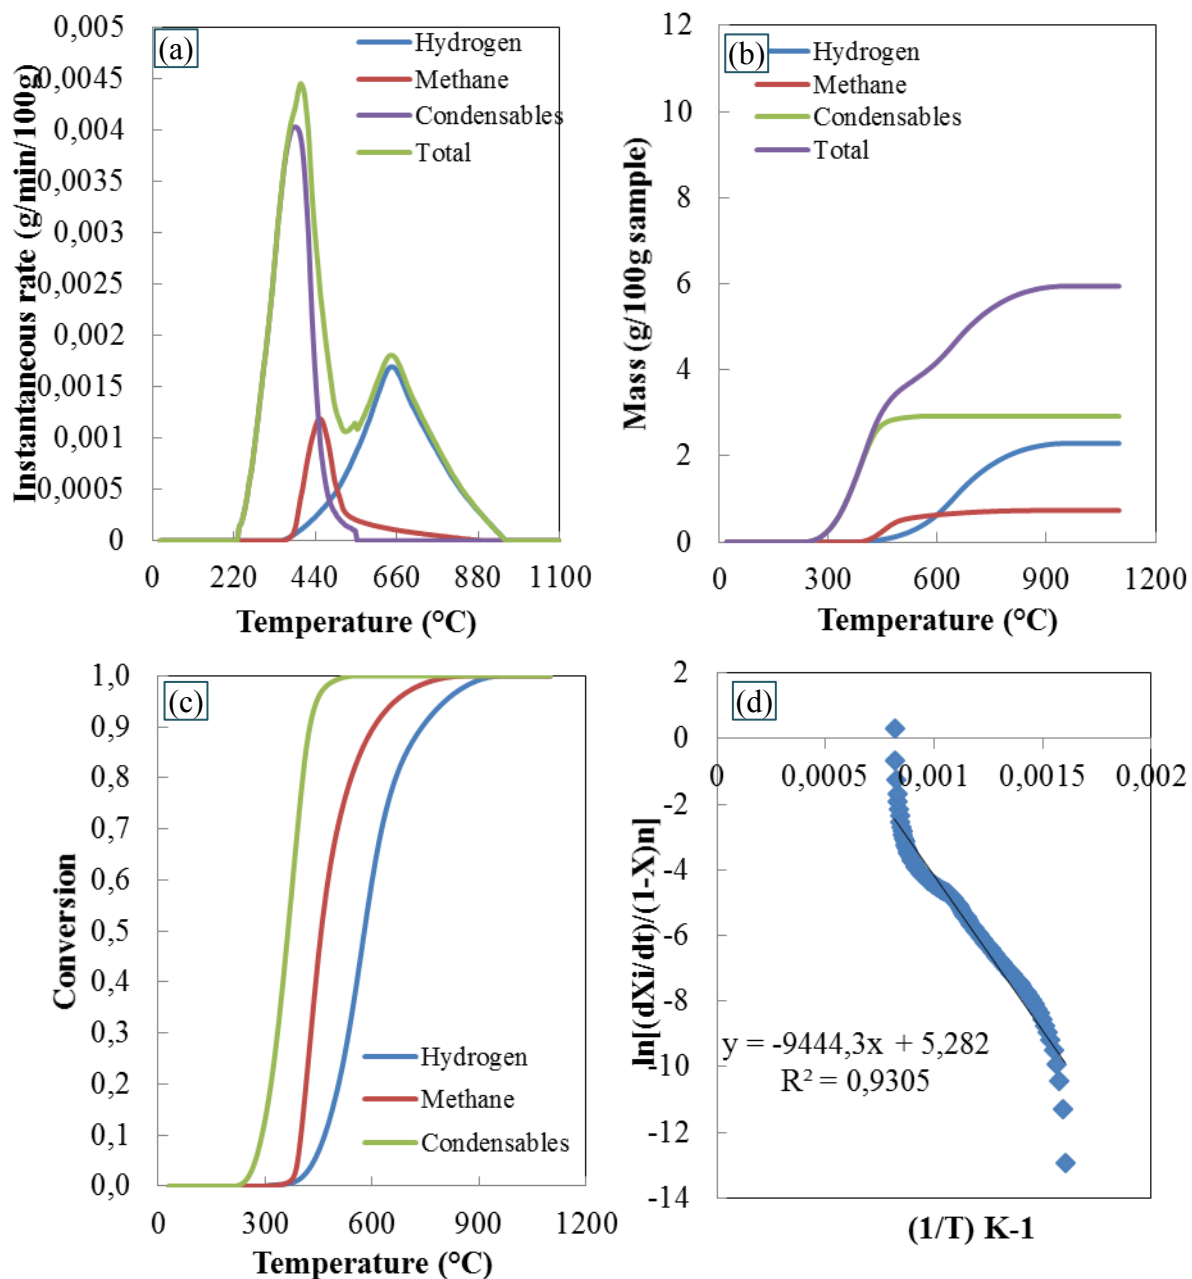 (a)
Instantaneous rate (g/min/100g)
0,005
0,0045
0,004
0,0035
0,003
0,0025
0,002
0,0015
0,001
0,0005
0
Hydrogen
Methane
Condensables
Total
0 220 440 660 880 1100
Temperature (°C)
(b)
Mass (g/100g sample)
12
10
8
6
4
2
0
Hydrogen
Methane
Condensables
Total
0 300 600 900 1200
Temperature (°C)
(c)
Conversion
1,0
0,9
0,8
0,7
0,6
0,5
0,4
0,3
0,2
0,1
0,0
Hydrogen
Methane
Condensables
0 300 600 900 1200
Temperature (°C)
(d)
ln[(dXi/dt)/(1-X)n]
2
0
-2
-4
-6
-8
-10
-12
-14
0 0,0005 0,001 0,0015 0,002
y = -9444,3x + 5,282
R² = 0,9305
(1/T) K-1